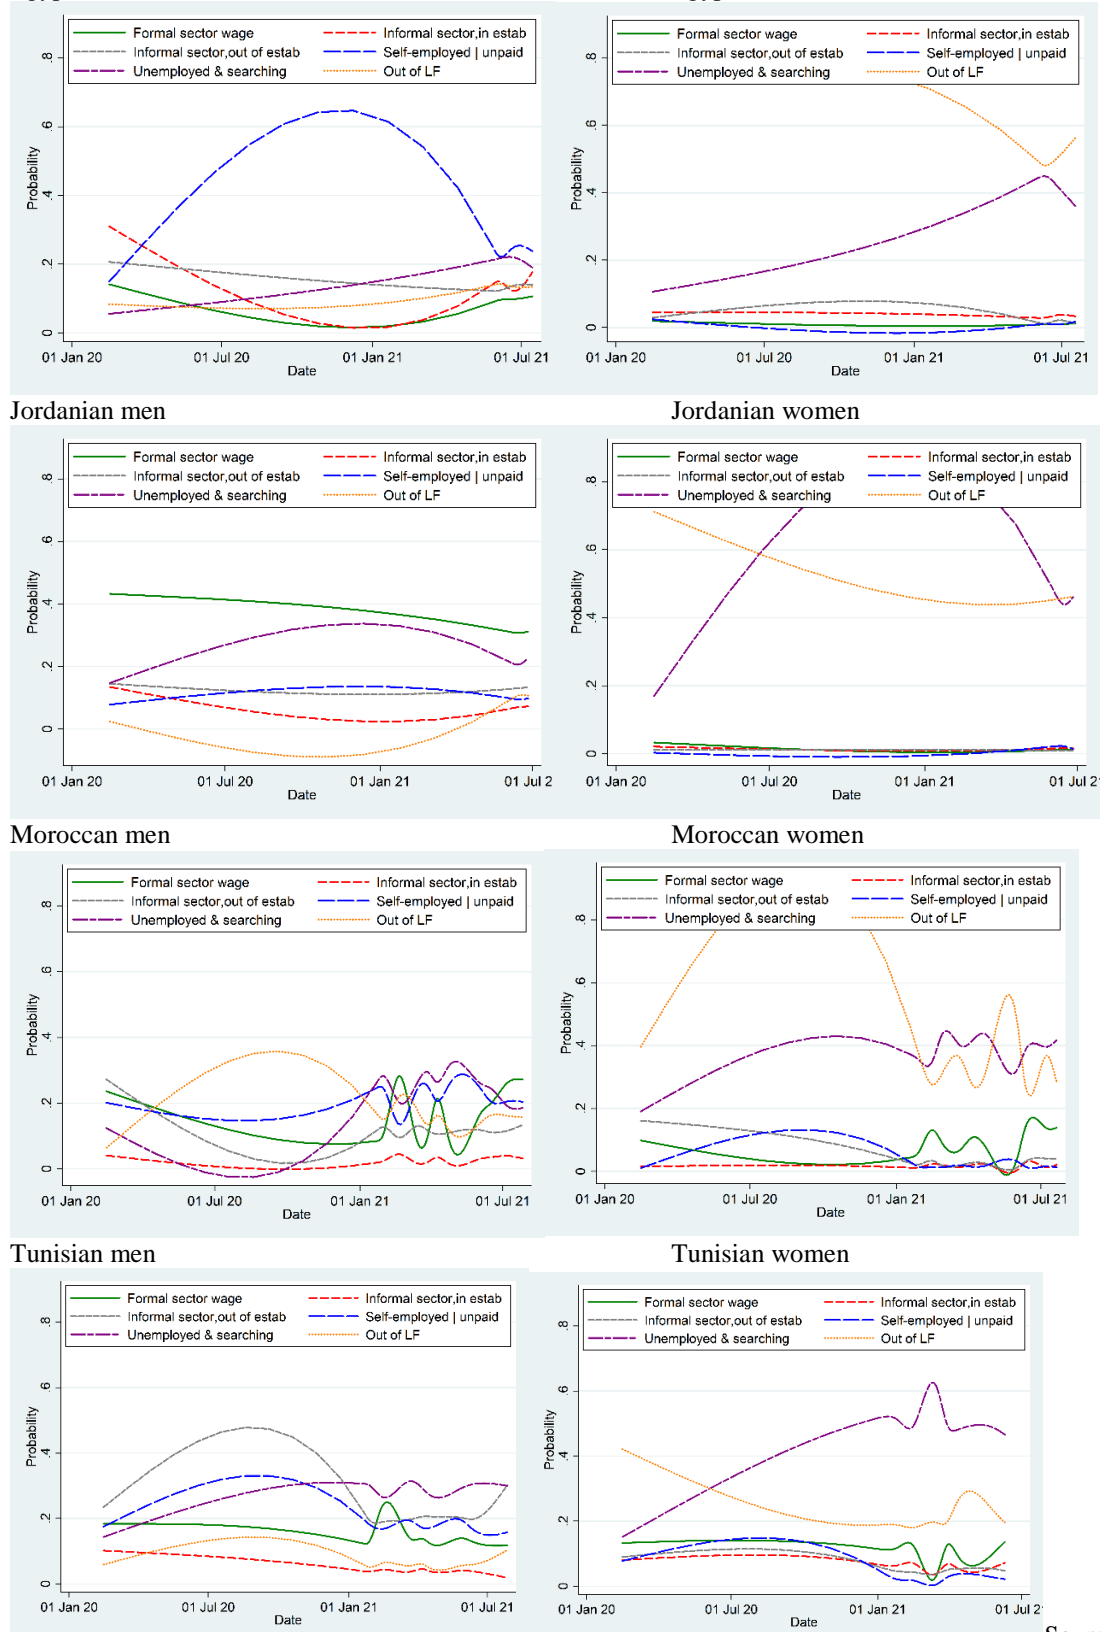 Formal sector wage Informal sector,in estab
Informal sector,out of estab Self-employed | unpaid
Unemployed & searching Out of LF
Probability
.8
.6
.4
.2
0
01 Jan 20 01 Jul 20 01 Jan 21 01 Jul 21
Date
Formal sector wage Informal sector,in estab
Informal sector,out of estab Self-employed | unpaid
Unemployed & searching Out of LF
Probability
.8
.6
.4
.2
0
01 Jan 20 01 Jul 20 01 Jan 21 01 Jul 21
Date
Jordanian men Jordanian women
Formal sector wage Informal sector,in estab
Informal sector,out of estab Self-employed | unpaid
Unemployed & searching Out of LF
Probability
.8
.6
.4
.2
0
01 Jan 20 01 Jul 20 01 Jan 21 01 Jul 2
Date
Formal sector wage Informal sector,in estab
Informal sector,out of estab Self-employed | unpaid
Unemployed & searching Out of LF
Probability
.8
.6
.4
.2
0
01 Jan 20 01 Jul 20 01 Jan 21 01 Jul 21
Date
Moroccan men Moroccan women
Formal sector wage Informal sector,in estab
Informal sector,out of estab Self-employed | unpaid
Unemployed & searching Out of LF
Probability
.8
.6
.4
.2
0
01 Jan 20 01 Jul 20 01 Jan 21 01 Jul 21
Date
Formal sector wage Informal sector,in estab
Informal sector,out of estab Self-employed | unpaid
Unemployed & searching Out of LF
Probability
.8
.6
.4
.2
0
01 Jan 20 01 Jul 20 01 Jan 21 01 Jul 21
Date
Tunisian men Tunisian women
Formal sector wage Informal sector,in estab
Informal sector,out of estab Self-employed | unpaid
Unemployed & searching Out of LF
Probability
.8
.6
.4
.2
0
01 Jan 20 01 Jul 20 01 Jan 21 01 Jul 21
Date
Formal sector wage Informal sector,in estab
Informal sector,out of estab Self-employed | unpaid
Unemployed & searching Out of LF
Probability
.8
.6
.4
.2
0
01 Jan 20 01 Jul 20 01 Jan 21 01 Jul 21
Date